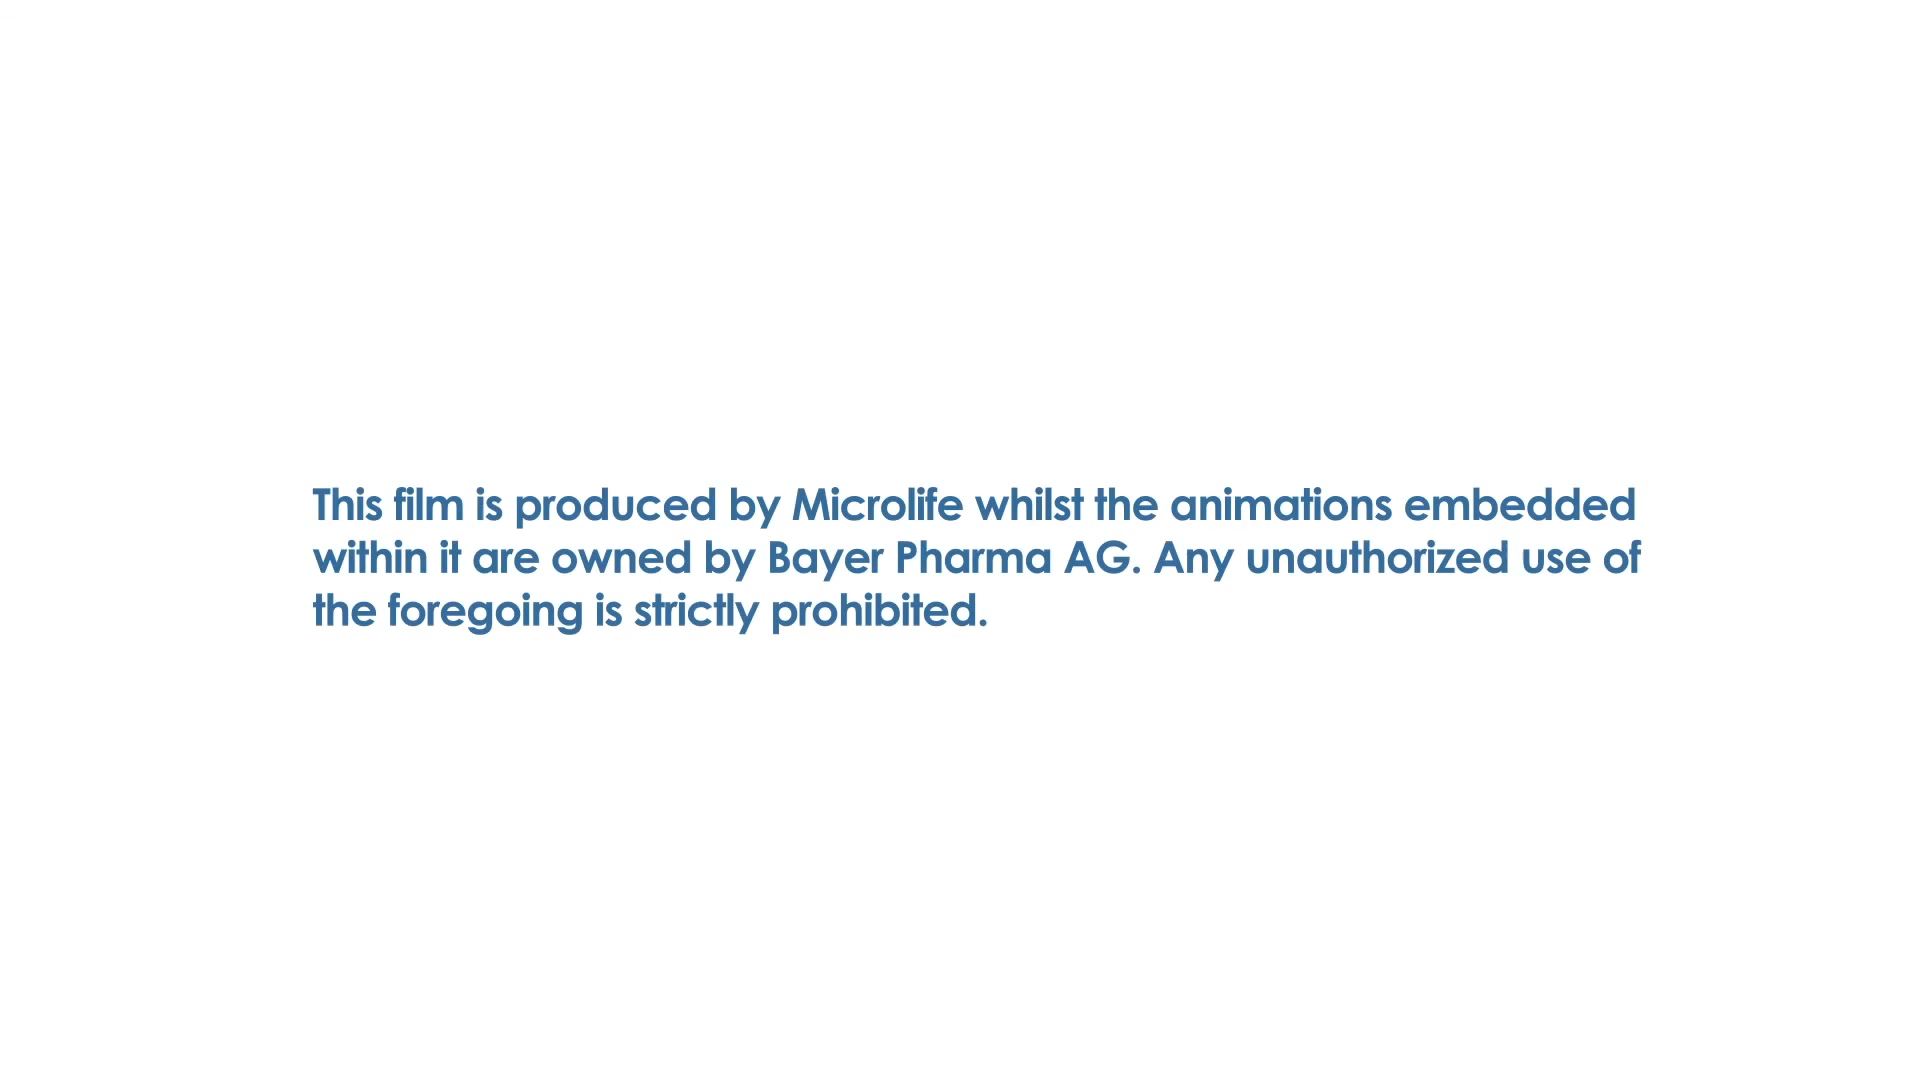 This film is produced by Microlife whilst the animations embedded
within it are owned by Bayer Pharma AG. Any unauthorized use of
the foregoing is strictly prohibited.